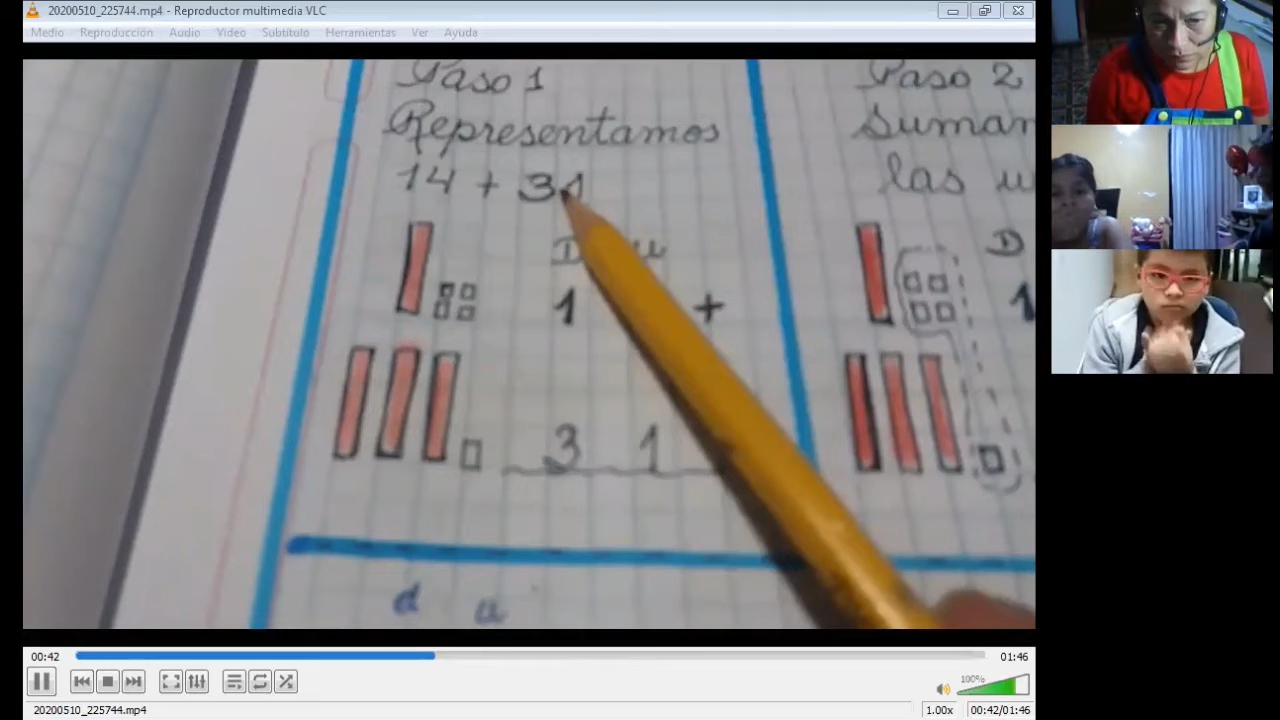 20200510_225744.mp4 - Reproductor multimedia VLC
Medio Reproducción Audio Video Subtítulo Herramientas Ver Ayuda
Paso 1
Representamos
14 + 31
D u
1 +
3 1
d u
Paso 2
Suman
las u
D
1
00:42 01:46
100%
20200510_225744.mp4 1.00x 00:42/01:46